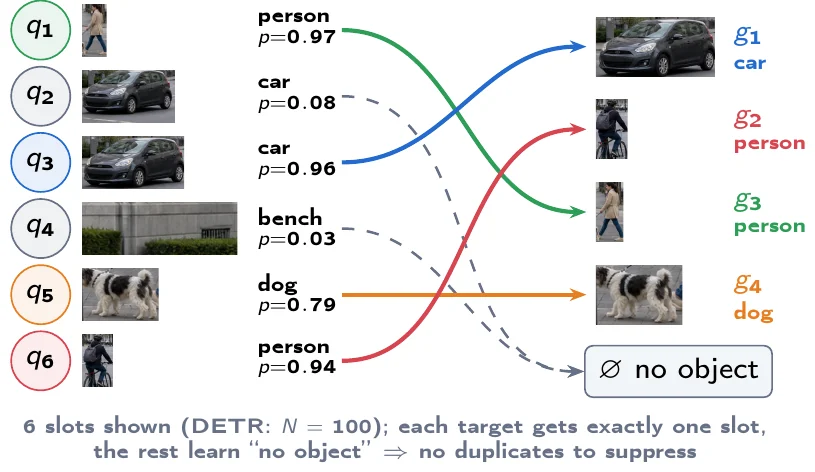 q1
person
p=0.97
g1
car
q2
car
p=0.08
g2
person
q3
car
p=0.96
q4
bench
p=0.03
g3
person
q5
dog
p=0.79
g4
dog
q6
person
p=0.94
∅ no object
6 slots shown (DETR: N = 100); each target gets exactly one slot,
the rest learn “no object” ⇒ no duplicates to suppress